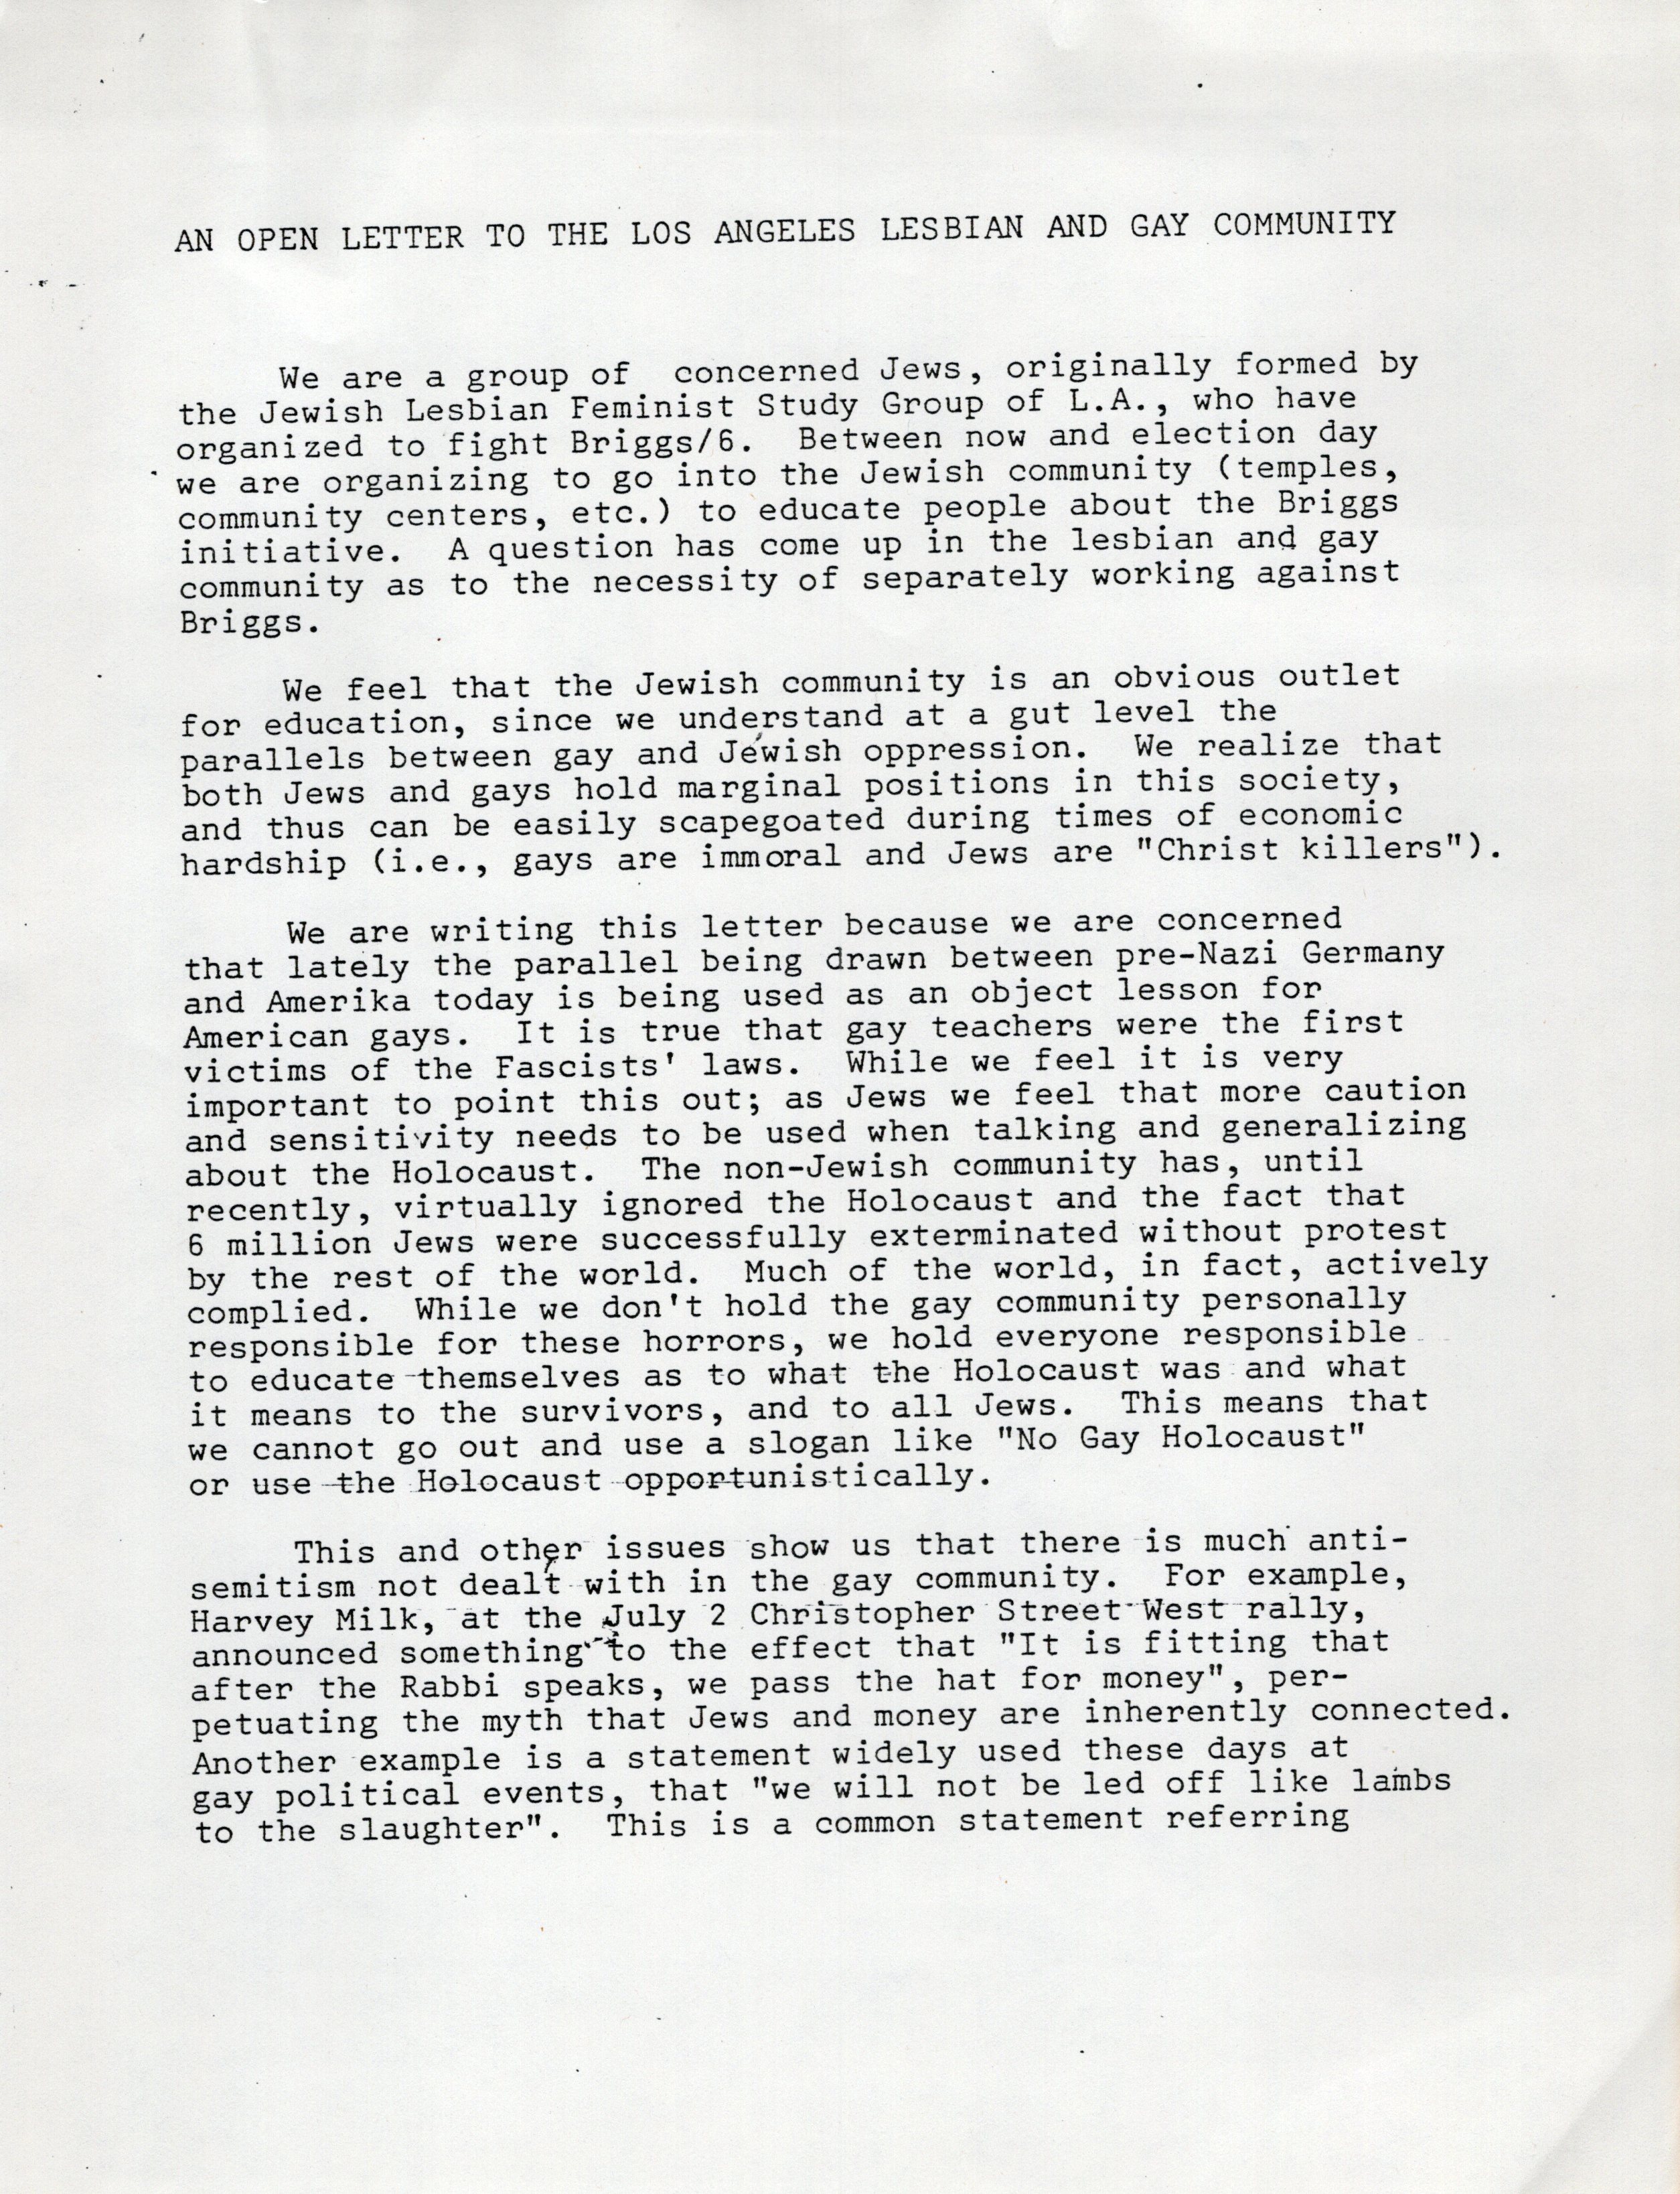 AN OPEN LETTER TO THE LOS ANGELES LESBIAN AND GAY COMMUNITY
We are a group of concerned Jews, originally formed by
the Jewish Lesbian Feminist Study Group of L.A., who have
organized to fight Briggs/6. Between now and election day
we are organizing to go into the Jewish community (temples,
community centers, etc.) to educate people about the Briggs
initiative. A question has come up in the lesbian and gay
community as to the necessity of separately working against
Briggs.
We feel that the Jewish community is an obvious outlet
for education, since we understand at a gut level the
parallels between gay and Jewish oppression. We realize that
both Jews and gays hold marginal positions in this society,
and thus can be easily scapegoated during times of economic
hardship (i.e., gays are immoral and Jews are "Christ killers").
We are writing this letter because we are concerned
that lately the parallel being drawn between pre-Nazi Germany
and Amerika today is being used as an object lesson for
American gays. It is true that gay teachers were the first
victims of the Fascists' laws. While we feel it is very
important to point this out; as Jews we feel that more caution
and sensitivity needs to be used when talking and generalizing
about the Holocaust. The non-Jewish community has, until
recently, virtually ignored the Holocaust and the fact that
6 million Jews were successfully exterminated without protest
by the rest of the world. Much of the world, in fact, actively
complied. While we don't hold the gay community personally
responsible for these horrors, we hold everyone responsible
to educate themselves as to what the Holocaust was and what
it means to the survivors, and to all Jews. This means that
we cannot go out and use a slogan like "No Gay Holocaust"
or use the Holocaust opportunistically.
This and other issues show us that there is much anti-
semitism not dealt with in the gay community. For example,
Harvey Milk, at the July 2 Christopher Street West rally,
announced something to the effect that "It is fitting that
after the Rabbi speaks, we pass the hat for money", per-
petuating the myth that Jews and money are inherently connected.
Another example is a statement widely used these days at
gay political events, that "we will not be led off like lambs
to the slaughter". This is a common statement referring